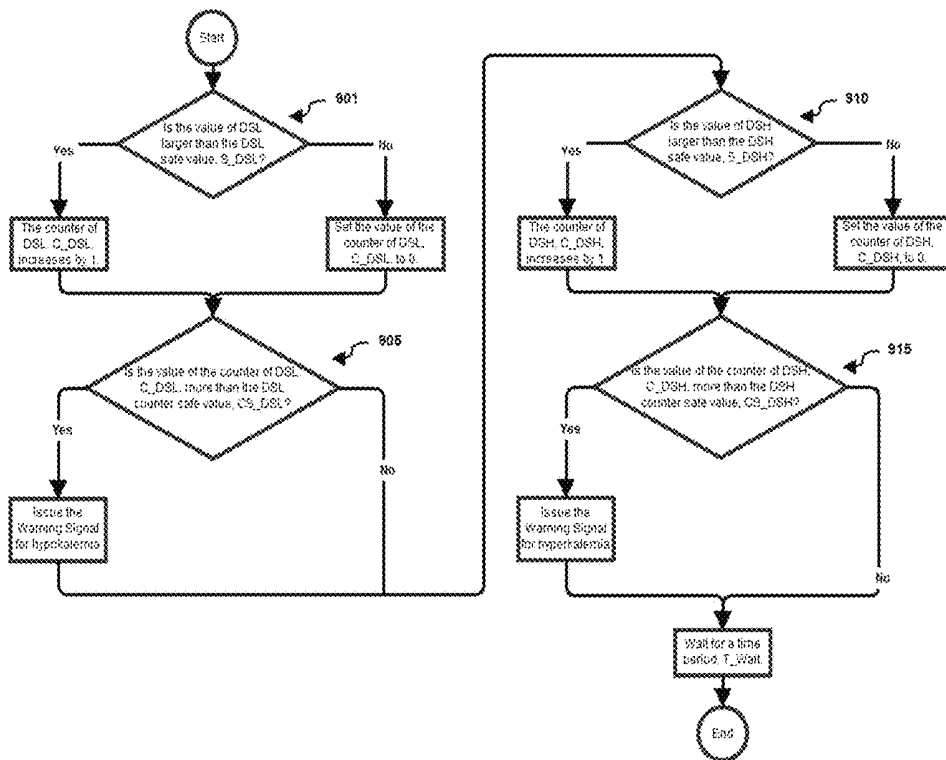 Start
901
Is the value of DSL
larger than the DSL
safe value, S_DSL?
Yes
No
The counter of
DSL, C_DSL,
increases by 1.
Set the value of the
counter of DSL,
C_DSL, to 0.
905
Is the value of the counter of DSL,
C_DSL, more than the DSL
counter safe value, CS_DSL?
Yes
No
Issue the
Warning Signal
for hypokalemia
910
Is the value of DSH
larger than the DSH
safe value, S_DSH?
Yes
No
The counter of
DSH, C_DSH,
increases by 1
Set the value of the
counter of DSH,
C_DSH, to 0.
915
Is the value of the counter of DSH,
C_DSH, more than the DSH
counter safe value, CS_DSH?
Yes
No
Issue the
Warning Signal
for hyperkalemia
Wait for a time
period, T_Wait.
End